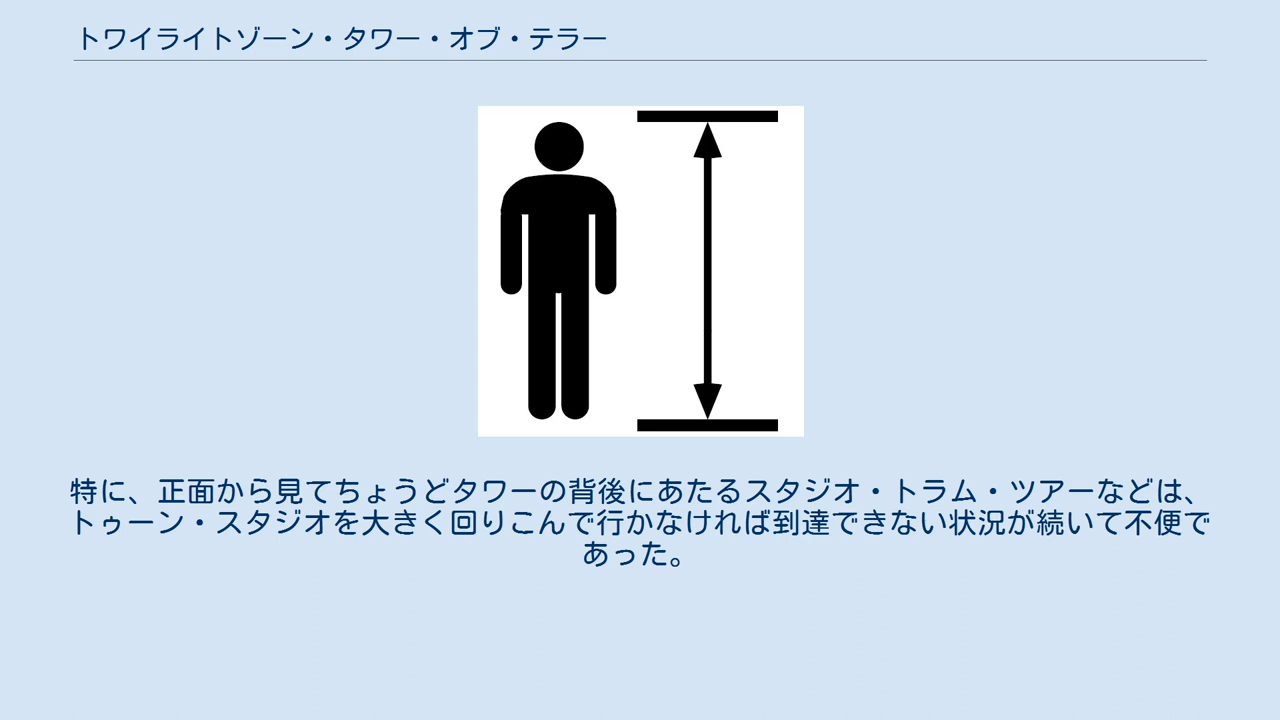 トワイライトゾーン・タワー・オブ・テラー
特に、正面から見てちょうどタワーの背後にあたるスタジオ・トラム・ツアーなどは、
トゥーン・スタジオを大きく回りこんで行かなければ到達できない状況が続いて不便で
あった。